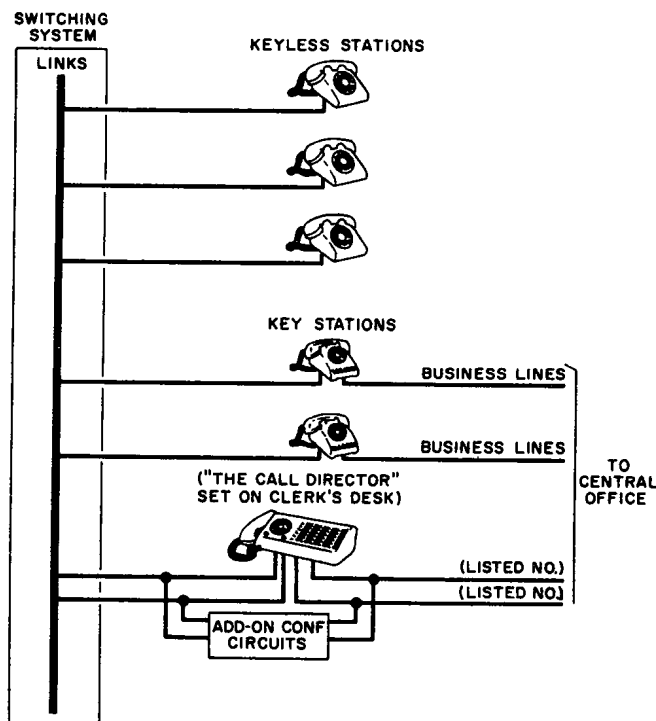 SWITCHING
SYSTEM
LINKS
KEYLESS STATIONS
KEY STATIONS
BUSINESS LINES
BUSINESS LINES
("THE CALL DIRECTOR"
SET ON CLERK'S DESK)
TO
CENTRAL
OFFICE
(LISTED NO.)
(LISTED NO.)
ADD-ON CONF
CIRCUITS